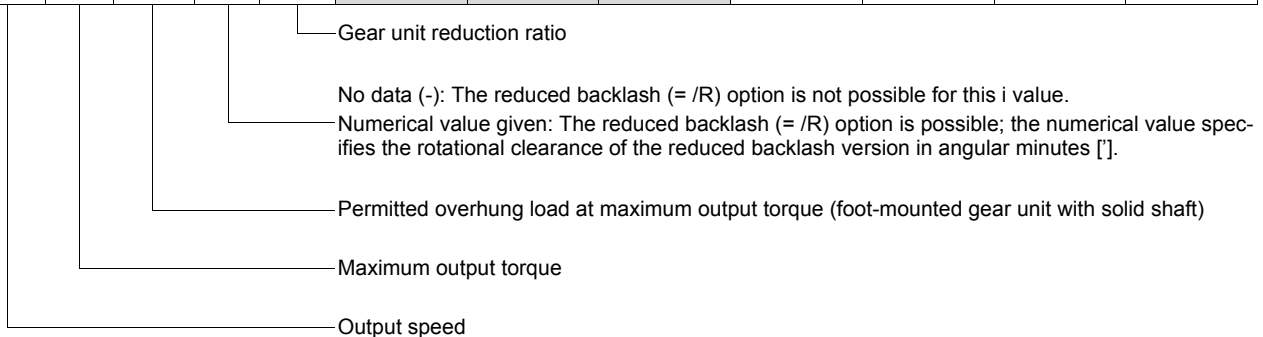 Gear unit reduction ratio
No data (-): The reduced backlash (= /R) option is not possible for this i value.
Numerical value given: The reduced backlash (= /R) option is possible; the numerical value spec-
ifies the rotational clearance of the reduced backlash version in angular minutes ['].
Permitted overhung load at maximum output torque (foot-mounted gear unit with solid shaft)
Maximum output torque
Output speed